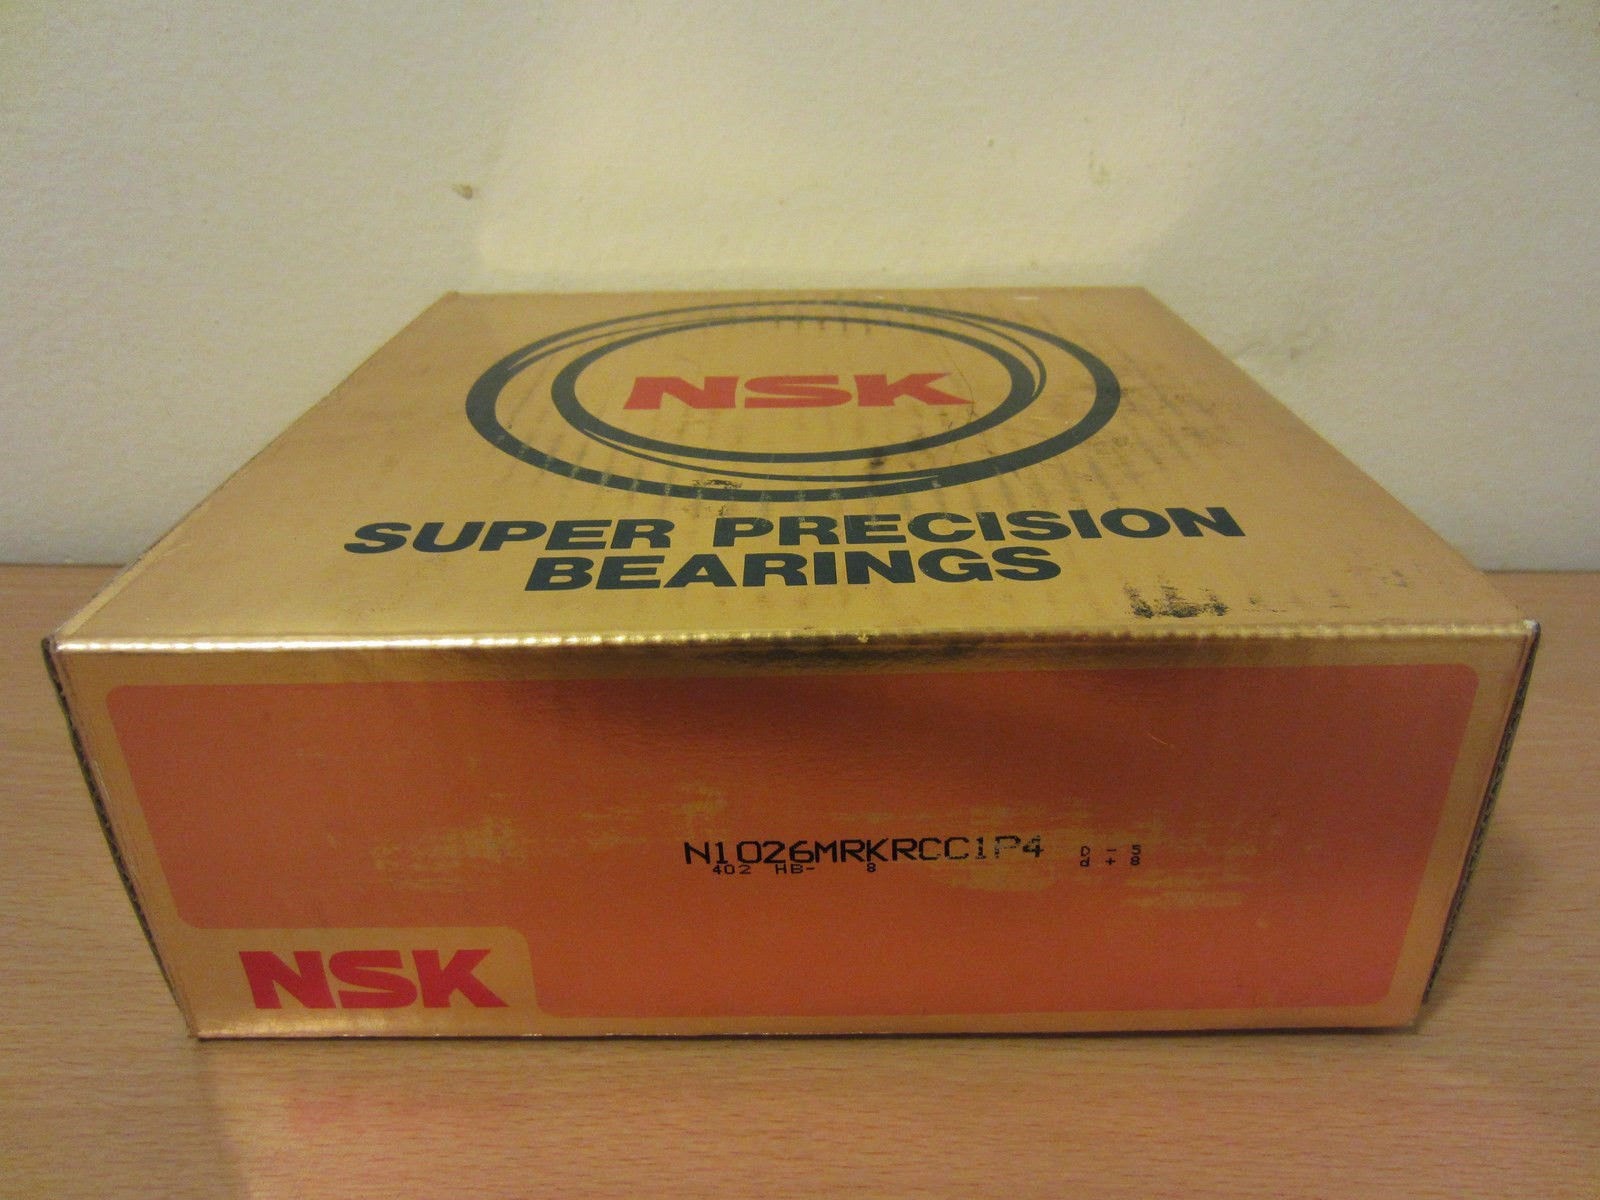 NSK
SUPER PRECISION
BEARINGS
N1026MRKRCC1P4
402 HB- 8
NSK